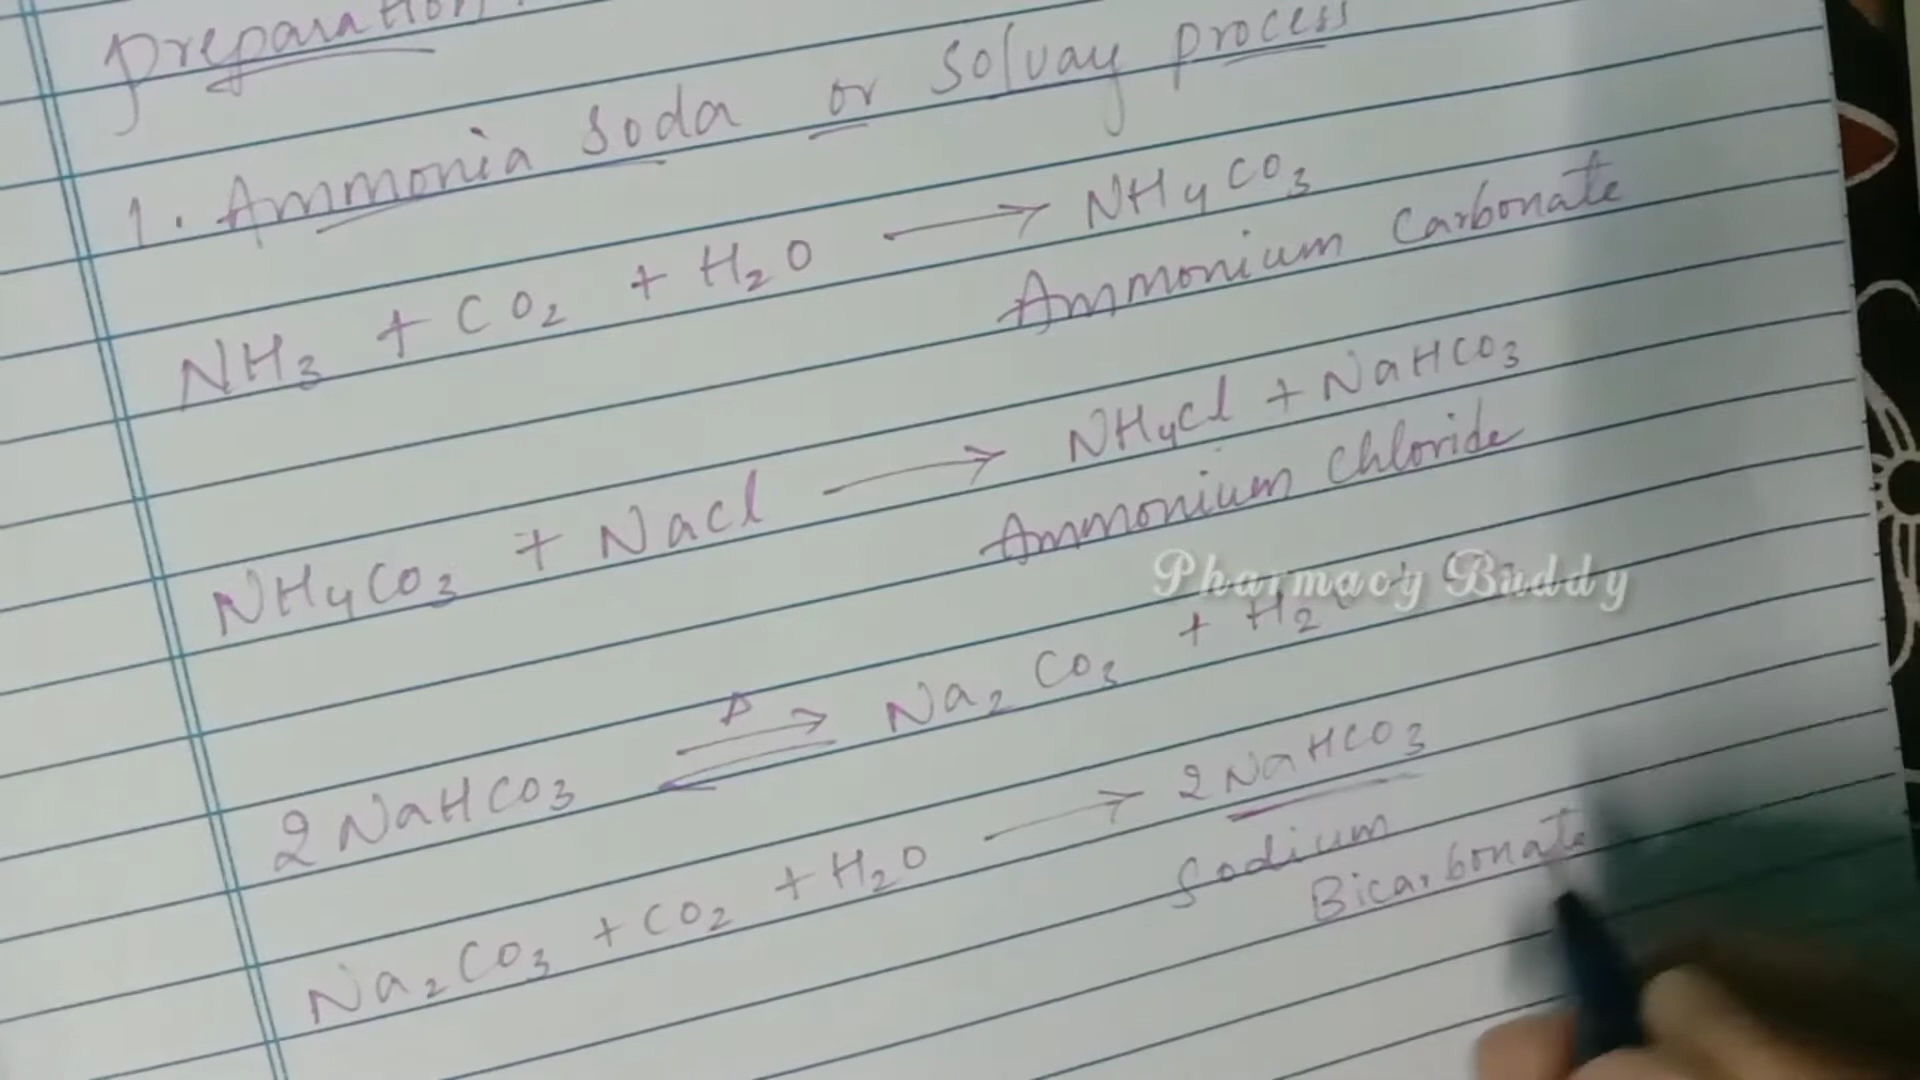 Preparation
1. Ammonia Soda or Solvay process
NH3 + CO2 + H2O → NH4CO3
Ammonium Carbonate
NH4CO3 + Nacl → NH4Cl + NaHCO3
Ammonium Chloride
Pharmacy Buddy
2NaHCO3 ⇌ Δ Na2CO3 + H2
Na2CO3 + CO2 + H2O → 2NaHCO3
Sodium
Bicarbonate